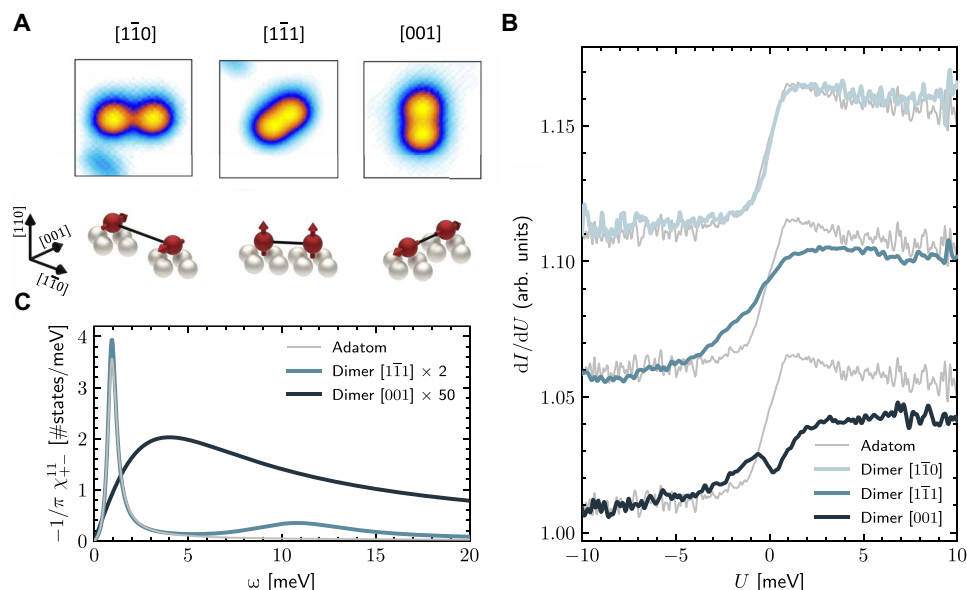 A
[11̅0]
[11̅1]
[001]
[110]
[001]
[11̅0]
B
dI/dU (arb. units)
1.15
1.10
1.05
1.00
Adatom
Dimer [11̅0]
Dimer [11̅1]
Dimer [001]
−10
−5
0
5
10
U [meV]
C
−1/π χ¹¹₊₋ [#states/meV]
4
3
2
1
0
Adatom
Dimer [11̅1] × 2
Dimer [001] × 50
0
5
10
15
20
ω [meV]